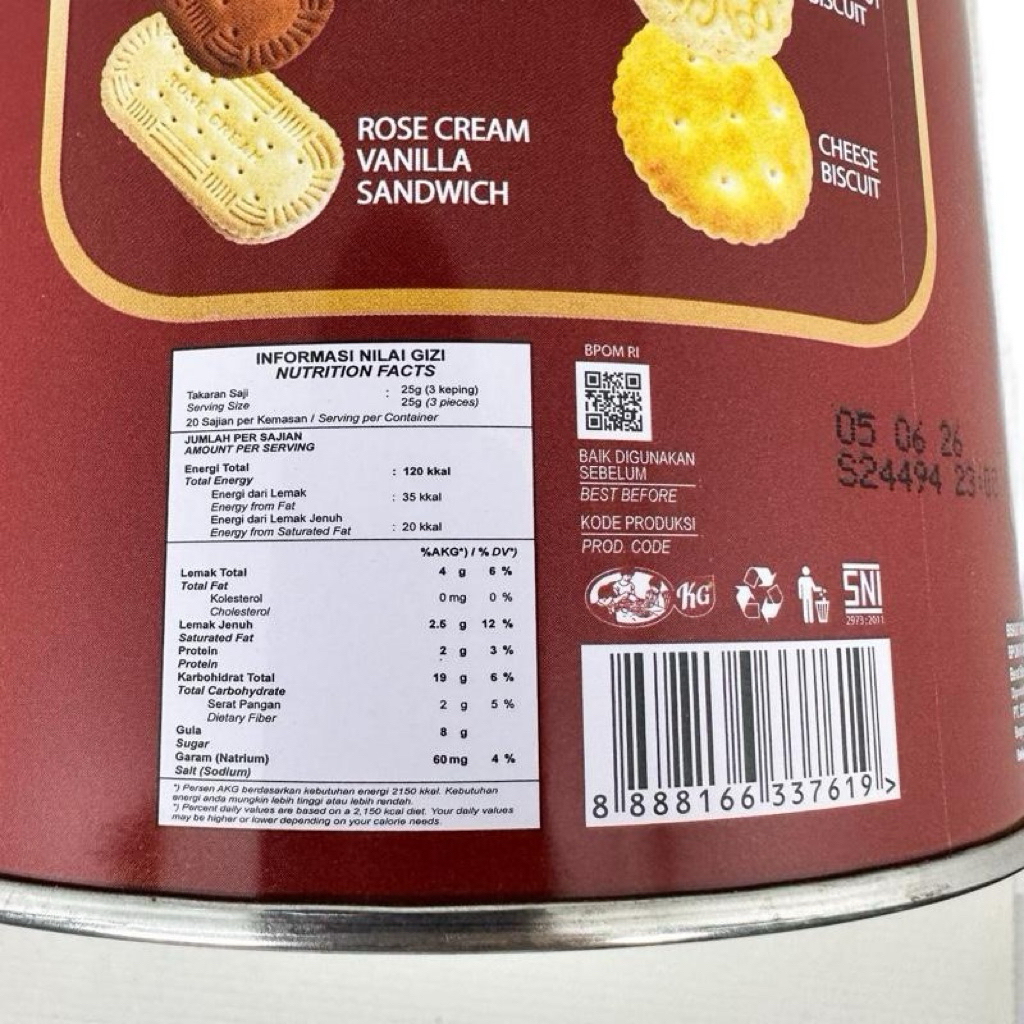 BISCUIT
ROSE CREAM
VANILLA
SANDWICH
CHEESE
BISCUIT
INFORMASI NILAI GIZI
NUTRITION FACTS
Takaran Saji : 25g (3 keping)
Serving Size 25g (3 pieces)
20 Sajian per Kemasan / Serving per Container
JUMLAH PER SAJIAN
AMOUNT PER SERVING
Energi Total : 120 kkal
Total Energy
Energi dari Lemak : 35 kkal
Energy from Fat
Energi dari Lemak Jenuh : 20 kkal
Energy from Saturated Fat
%AKG*) / % DV*)
Lemak Total 4 g 6 %
Total Fat
Kolesterol 0 mg 0 %
Cholesterol
Lemak Jenuh 2.5 g 12 %
Saturated Fat
Protein 2 g 3 %
Protein
Karbohidrat Total 19 g 6 %
Total Carbohydrate
Serat Pangan 2 g 5 %
Dietary Fiber
Gula 8 g
Sugar
Garam (Natrium) 60 mg 4 %
Salt (Sodium)
*) Persen AKG berdasarkan kebutuhan energi 2150 kkal. Kebutuhan
energi anda mungkin lebih tinggi atau lebih rendah.
*) Percent daily values are based on a 2,150 kcal diet. Your daily values
may be higher or lower depending on your calorie needs.
BPOM RI
BAIK DIGUNAKAN
SEBELUM
BEST BEFORE
KODE PRODUKSI
PROD. CODE
05 06 26
S24494
KG
SNI
2973:2011
8 888166 337619 >